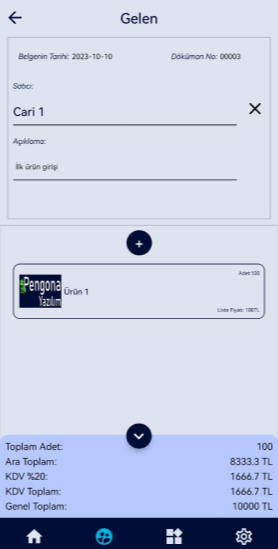 Gelen
Belgenin Tarihi: 2023-10-10 Döküman No: 00003
Satıcı:
Cari 1
Açıklama:
İlk ürün girişi
Pengona
Yazılım
Ürün 1
Adet:100
Liste Fiyatı: 100TL
Toplam Adet: 100
Ara Toplam: 8333.3 TL
KDV %20: 1666.7 TL
KDV Toplam: 1666.7 TL
Genel Toplam: 10000 TL